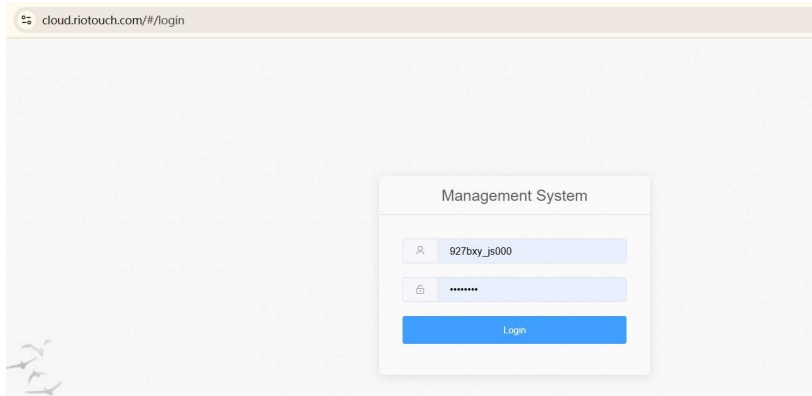 cloud.riotouch.com/#/login
Management System
927bxy_js000
••••••••
Login